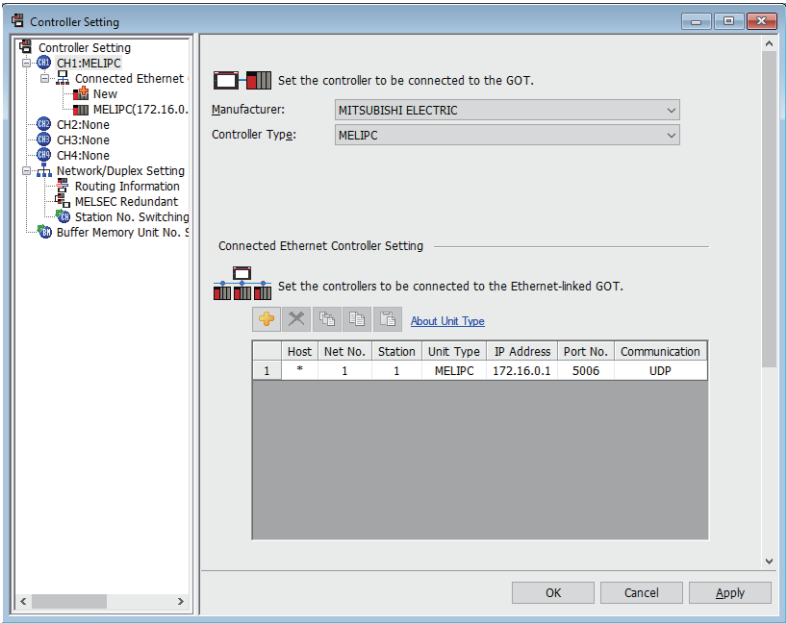 Controller Setting
Controller Setting
CH1:MELIPC
Connected Ethernet
New
MELIPC(172.16.0.
CH2:None
CH3:None
CH4:None
Network/Duplex Setting
Routing Information
MELSEC Redundant
Station No. Switching
Buffer Memory Unit No. S
Set the controller to be connected to the GOT.
Manufacturer: MITSUBISHI ELECTRIC
Controller Type: MELIPC
Connected Ethernet Controller Setting
Set the controllers to be connected to the Ethernet-linked GOT.
About Unit Type
Host Net No. Station Unit Type IP Address Port No. Communication
1 * 1 1 MELIPC 172.16.0.1 5006 UDP
OK Cancel Apply